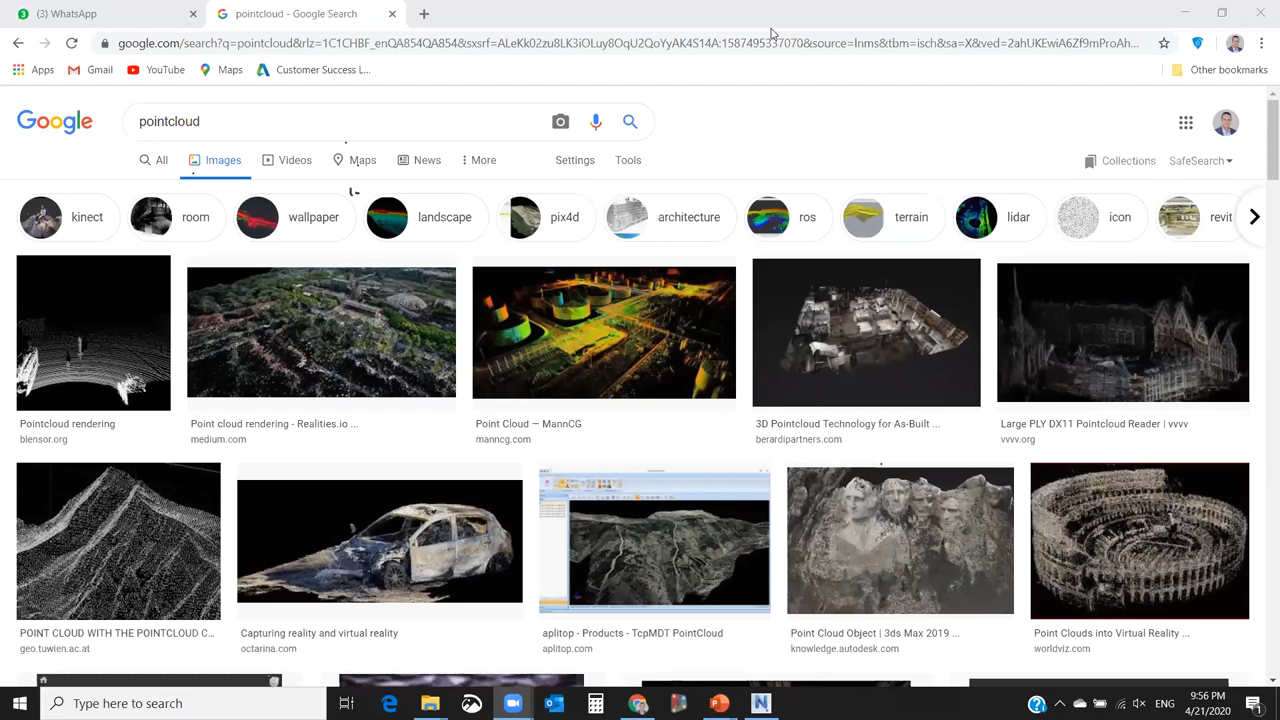 (3) WhatsApp
pointcloud - Google Search
google.com/search?q=pointcloud&rlz=1C1CHBF_enQA854QA854&sxsrf=ALeKk02zu8LK3iOLuy8OqU2QoYyAK4S14A:1587495337070&source=lnms&tbm=isch&sa=X&ved=2ahUKEwiA6Zf9mProAh...
Apps Gmail YouTube Maps Customer Success L... Other bookmarks
Google pointcloud
All Images Videos Maps News More Settings Tools Collections SafeSearch
kinect room wallpaper landscape pix4d architecture ros terrain lidar icon revit
Pointcloud rendering
blensor.org
Point cloud rendering - Realities.io ...
medium.com
Point Cloud — MannCG
manncg.com
3D Pointcloud Technology for As-Built ...
berardipartners.com
Large PLY DX11 Pointcloud Reader | vvvv
vvvv.org
POINT CLOUD WITH THE POINTCLOUD C...
geo.tuwien.ac.at
Capturing reality and virtual reality
octarina.com
aplitop - Products - TcpMDT PointCloud
aplitop.com
Point Cloud Object | 3ds Max 2019 ...
knowledge.autodesk.com
Point Clouds into Virtual Reality ...
worldviz.com
Type here to search
ENG
9:56 PM
4/21/2020